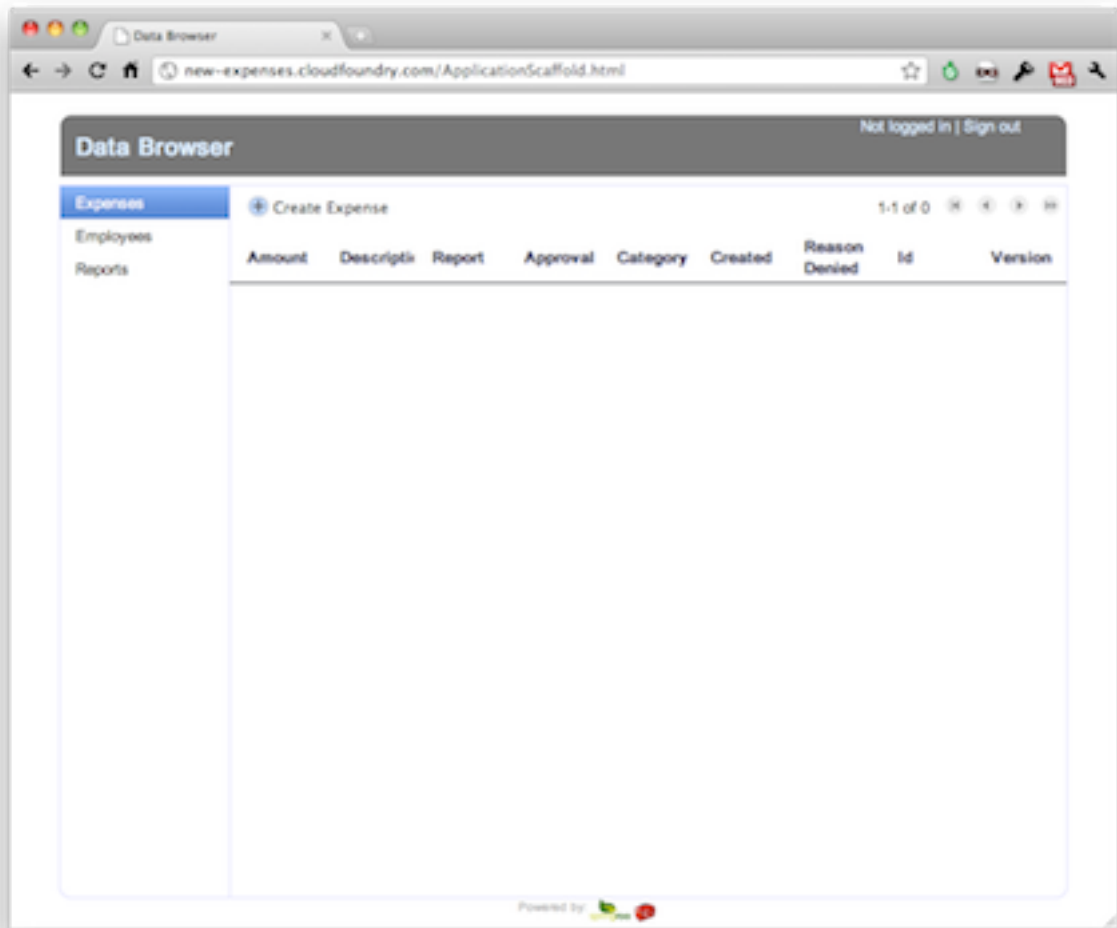 Data Browser
new-expenses.cloudfoundry.com/ApplicationScaffold.html
Not logged in | Sign out
Data Browser
Expenses
Employees
Reports
Create Expense
1-1 of 0
Amount Descriptio Report Approval Category Created Reason Denied Id Version
Powered by: